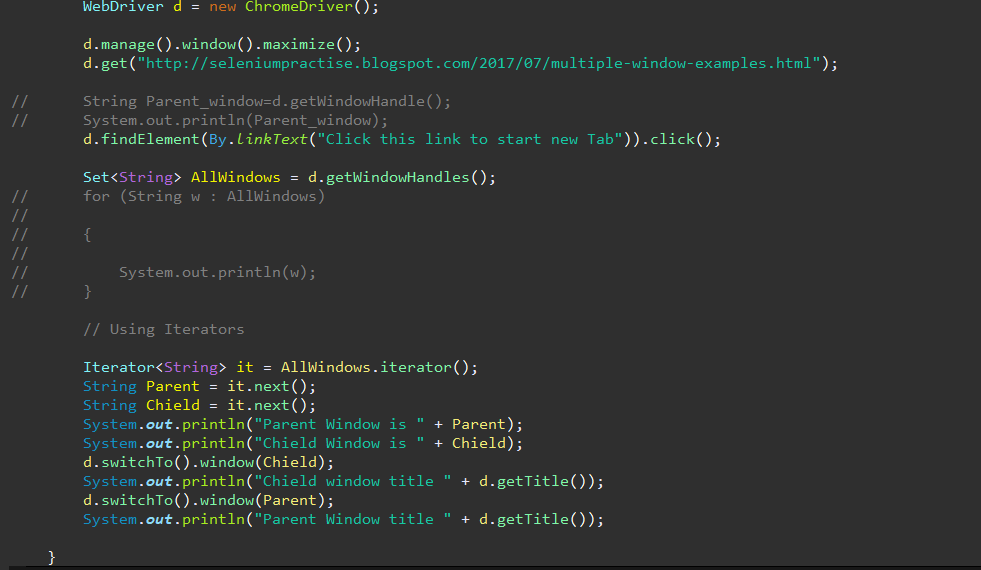 WebDriver d = new ChromeDriver();
d.manage().window().maximize();
d.get("http://seleniumpractise.blogspot.com/2017/07/multiple-window-examples.html");
// String Parent_window=d.getWindowHandle();
// System.out.println(Parent_window);
d.findElement(By.linkText("Click this link to start new Tab")).click();
Set<String> AllWindows = d.getWindowHandles();
// for (String w : AllWindows)
//
// {
//
// System.out.println(w);
// }
// Using Iterators
Iterator<String> it = AllWindows.iterator();
String Parent = it.next();
String Chield = it.next();
System.out.println("Parent Window is " + Parent);
System.out.println("Chield Window is " + Chield);
d.switchTo().window(Chield);
System.out.println("Chield window title " + d.getTitle());
d.switchTo().window(Parent);
System.out.println("Parent Window title " + d.getTitle());
}